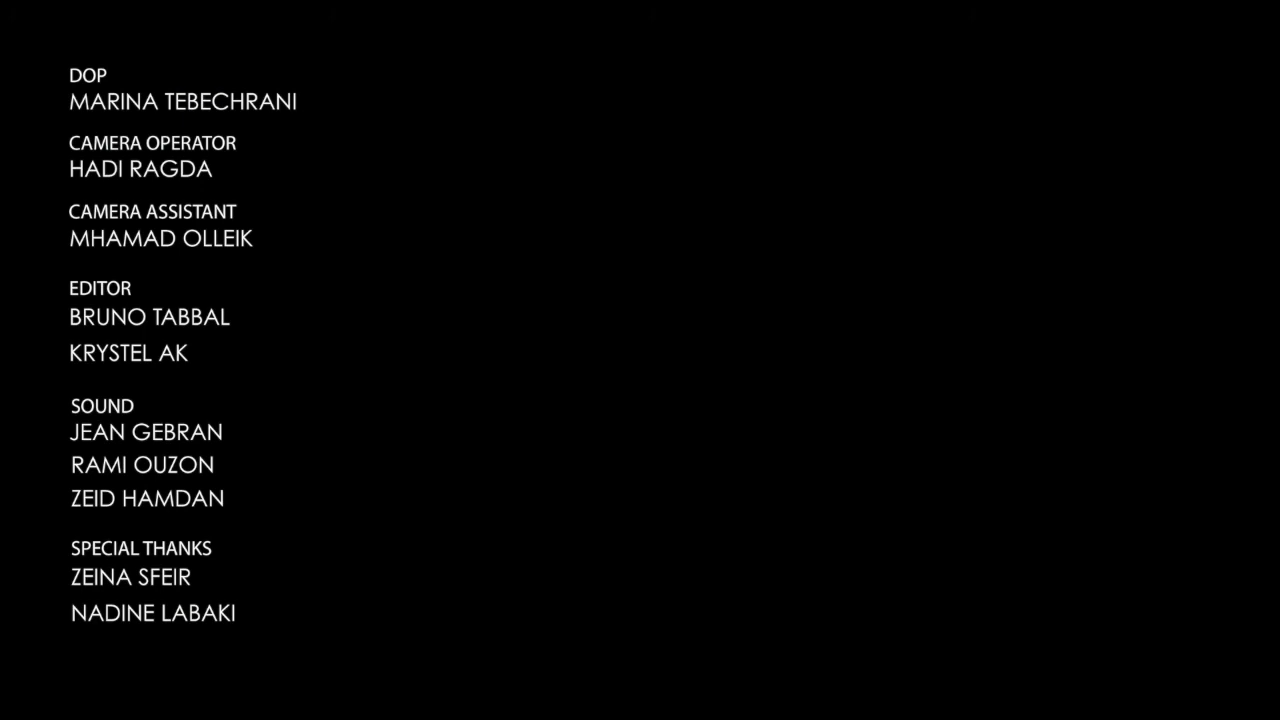 DOP
MARINA TEBECHRANI
CAMERA OPERATOR
HADI RAGDA
CAMERA ASSISTANT
MHAMAD OLLEIK
EDITOR
BRUNO TABBAL
KRYSTEL AK
SOUND
JEAN GEBRAN
RAMI OUZON
ZEID HAMDAN
SPECIAL THANKS
ZEINA SFEIR
NADINE LABAKI